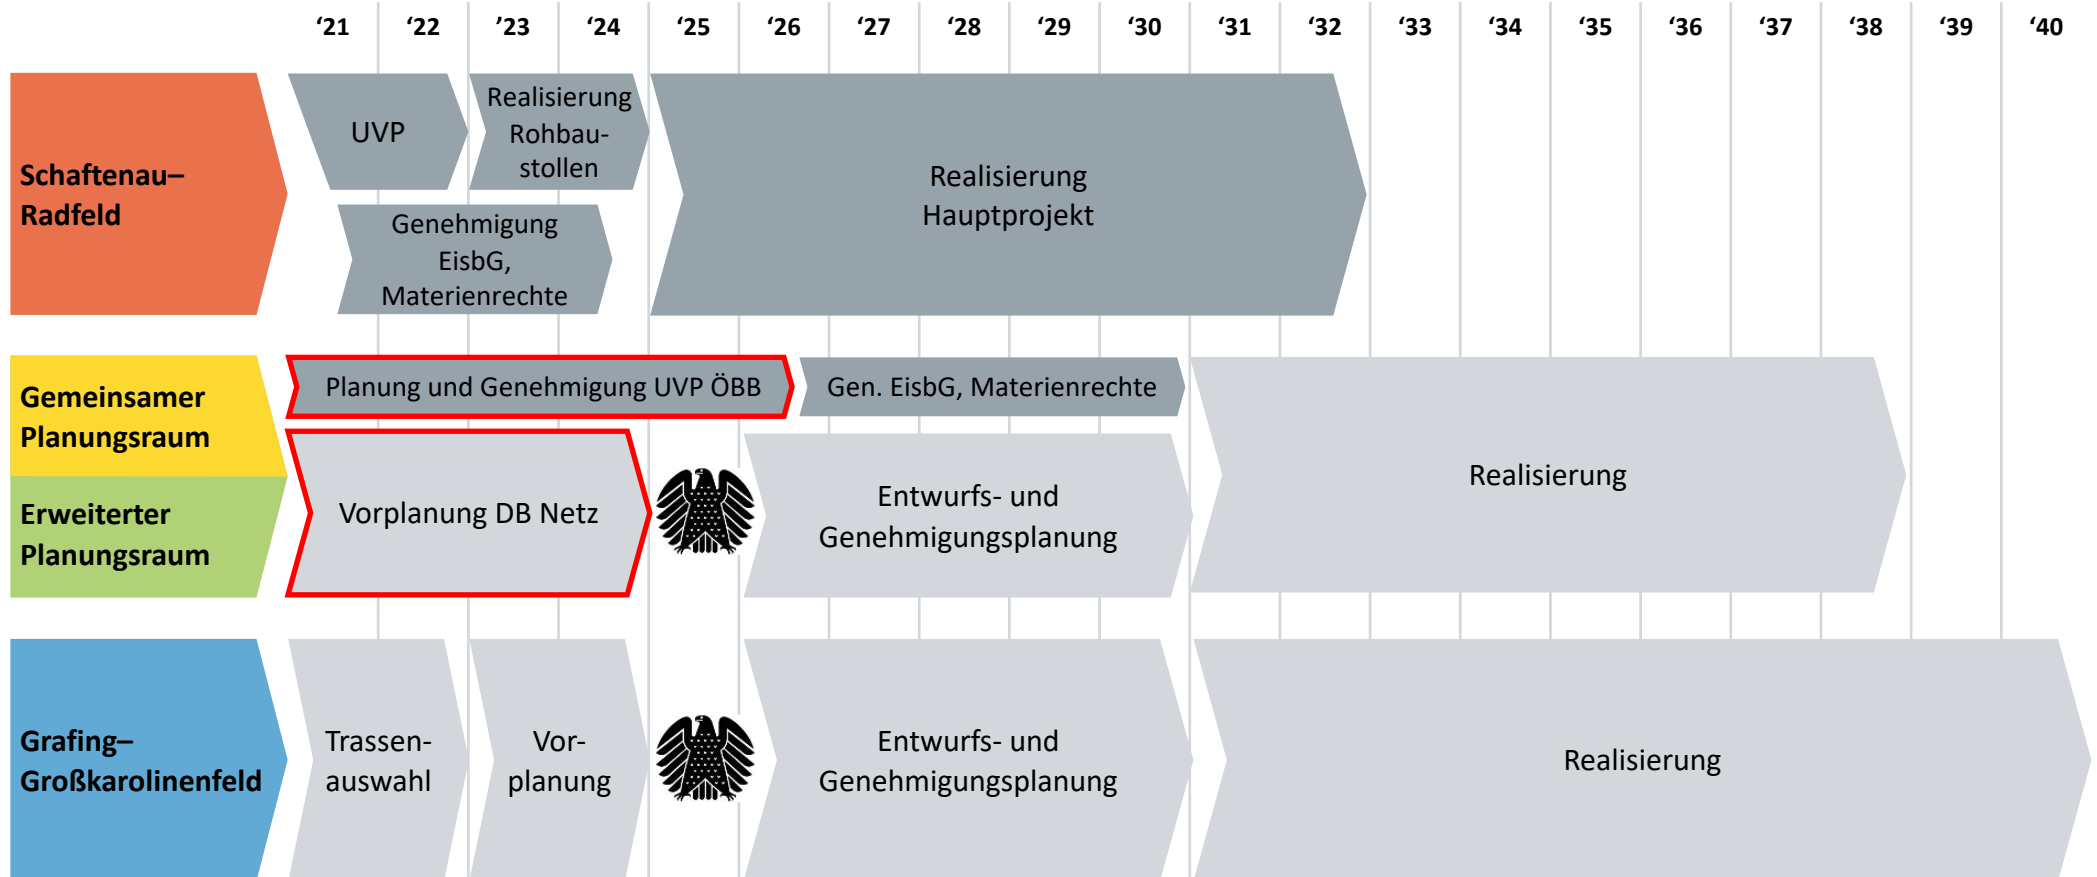 ‘21 ‘22 ’23 ‘24 ‘25 ‘26 ‘27 ‘28 ‘29 ‘30 ‘31 ‘32 ‘33 ‘34 ‘35 ‘36 ‘37 ‘38 ‘39 ‘40
Schaftenau–
Radfeld
UVP
Realisierung
Rohbau-
stollen
Genehmigung
EisbG,
Materienrechte
Realisierung
Hauptprojekt
Gemeinsamer
Planungsraum
Erweiterter
Planungsraum
Planung und Genehmigung UVP ÖBB
Gen. EisbG, Materienrechte
Vorplanung DB Netz
Entwurfs- und
Genehmigungsplanung
Realisierung
Grafing–
Großkarolinenfeld
Trassen-
auswahl
Vor-
planung
Entwurfs- und
Genehmigungsplanung
Realisierung